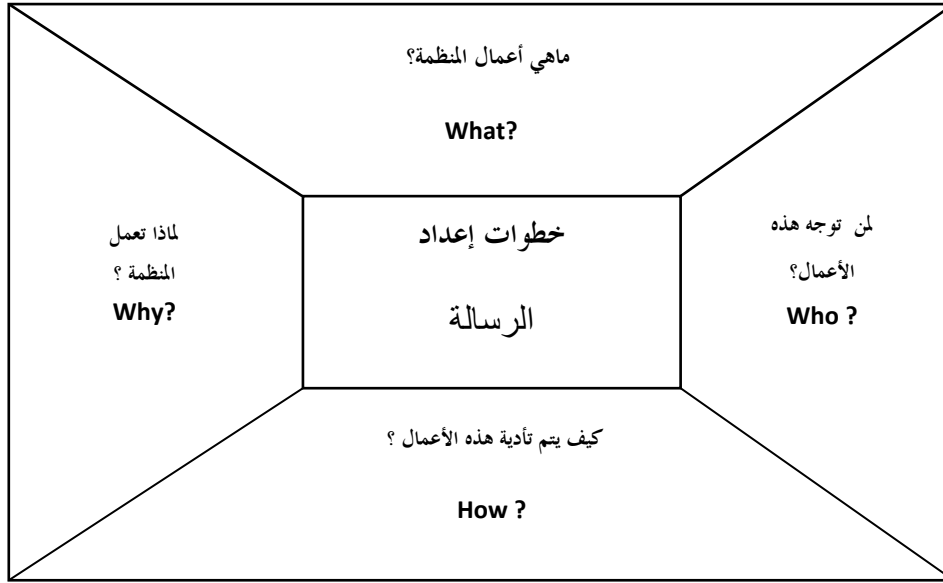 ماهي أعمال المنظمة؟
What?
خطوات إعداد
الرسالة
لمن توجه هذه
الأعمال؟
Who ?
لماذا تعمل
المنظمة ؟
Why?
كيف يتم تأدية هذه الأعمال ؟
How ?